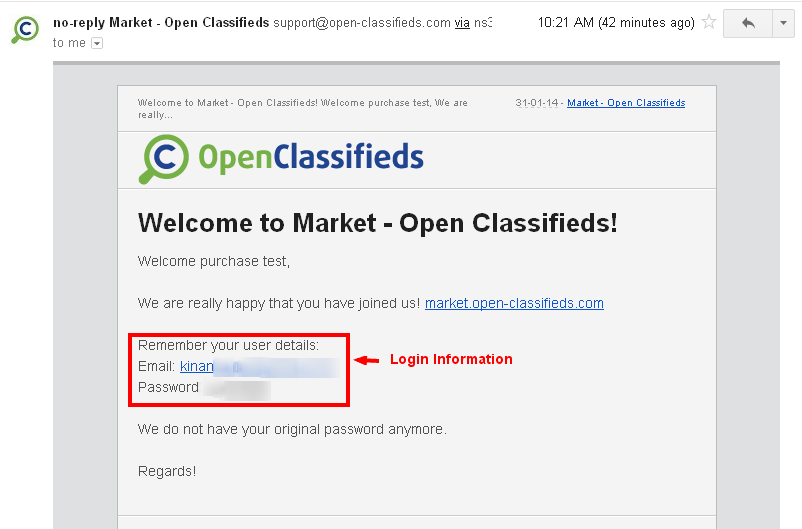 no-reply Market - Open Classifieds support@open-classifieds.com via ns3 10:21 AM (42 minutes ago)
to me
Welcome to Market - Open Classifieds! Welcome purchase test, We are 31-01-14 - Market - Open Classifieds
really...
OpenClassifieds
Welcome to Market - Open Classifieds!
Welcome purchase test,
We are really happy that you have joined us! market.open-classifieds.com
Remember your user details:
Email: kinan
Login Information
Password
We do not have your original password anymore.
Regards!